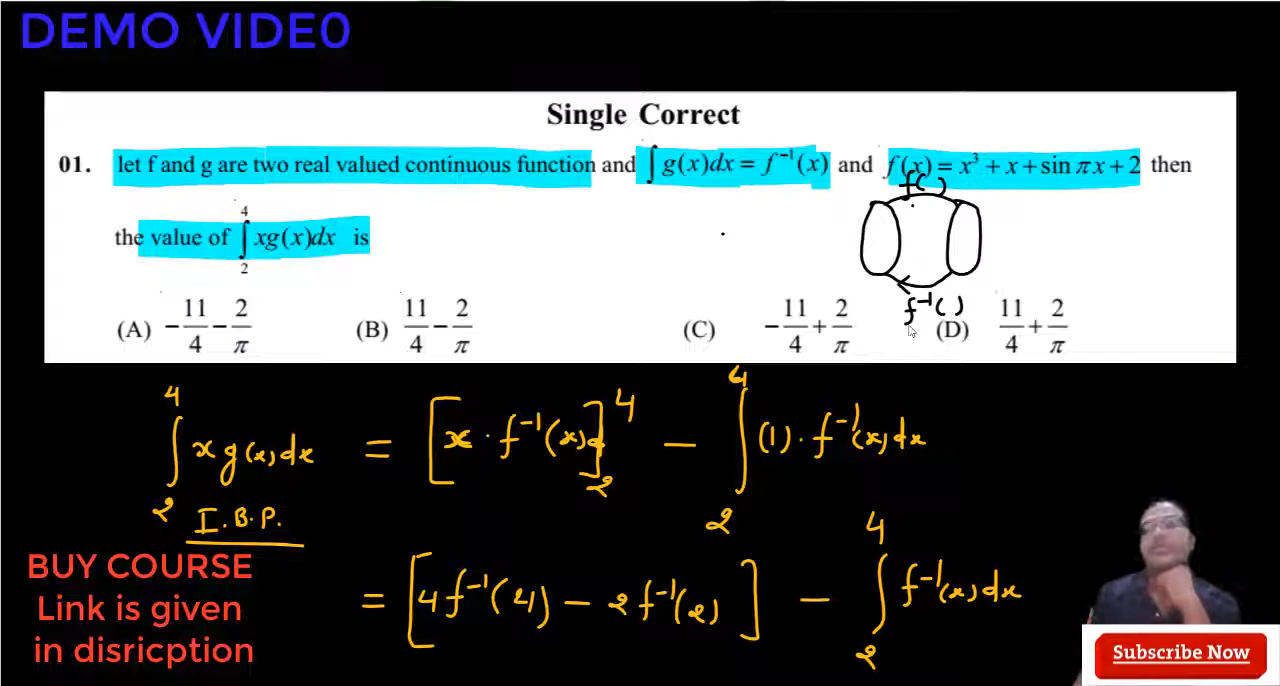 DEMO VIDEO
Single Correct
01. let f and g are two real valued continuous function and ∫g(x)dx = f⁻¹(x) and f(x) = x³ + x + sin πx + 2 then
the value of ∫₂⁴ xg(x)dx is
f( )
f⁻¹( )
(A) −11/4 − 2/π (B) 11/4 − 2/π (C) −11/4 + 2/π (D) 11/4 + 2/π
∫₂⁴ x g(x)dx = [x · f⁻¹(x)]₂⁴ − ∫₂⁴ (1) · f⁻¹(x)dx
I.B.P.
= [4f⁻¹(4) − 2f⁻¹(2)] − ∫₂⁴ f⁻¹(x)dx
BUY COURSE
Link is given
in disricption
Subscribe Now